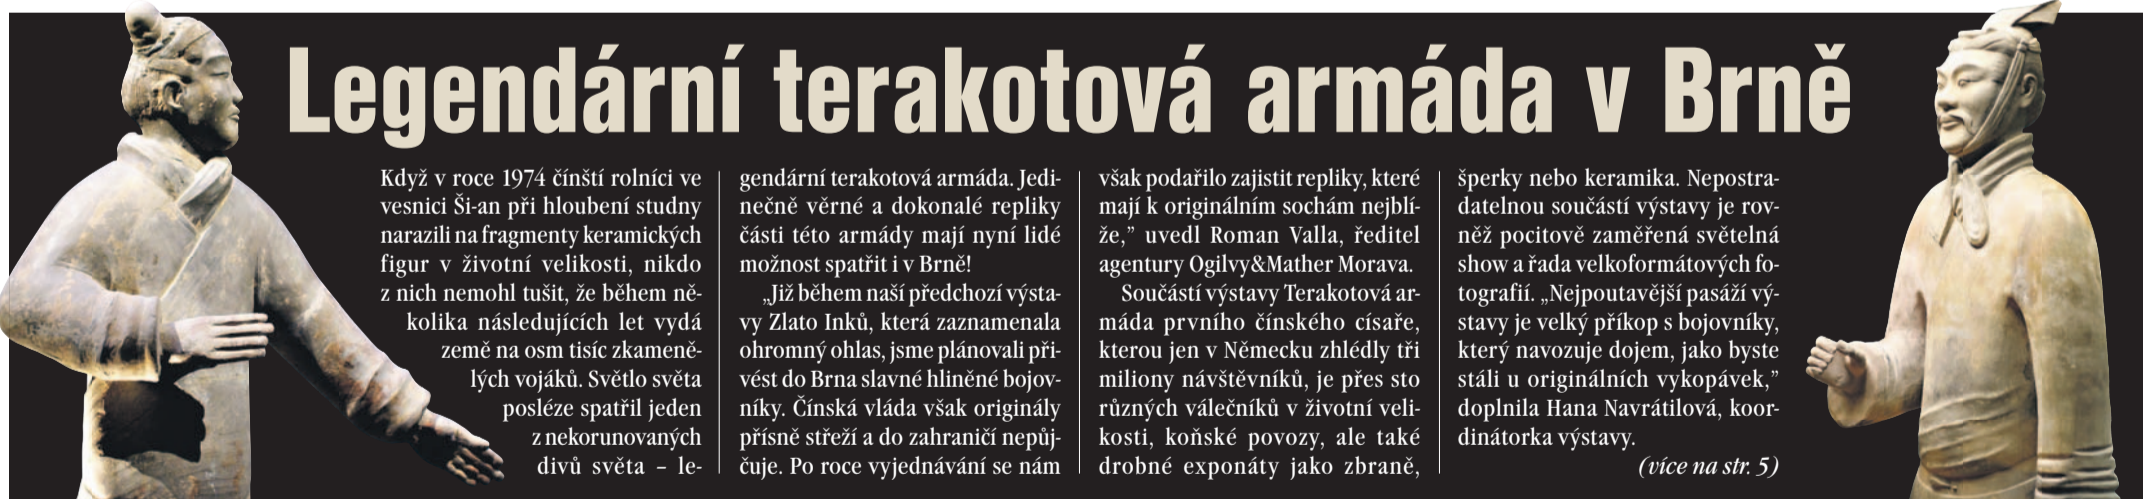 Legendární terakotová armáda v Brně
Když v roce 1974 čínští rolníci ve
vesnici Ši-an při hloubení studny
narazili na fragmenty keramických
figur v životní velikosti, nikdo
z nich nemohl tušit, že během ně-
kolika následujících let vydá
země na osm tisíc zkameně-
lých vojáků. Světlo světa
posléze spatřil jeden
z nekorunovaných
divů světa – le-
gendární terakotová armáda. Jedi-
nečně věrné a dokonalé repliky
části této armády mají nyní lidé
možnost spatřit i v Brně!
„Již během naší předchozí výsta-
vy Zlato Inků, která zaznamenala
ohromný ohlas, jsme plánovali při-
vést do Brna slavné hliněné bojov-
níky. Čínská vláda však originály
přísně střeží a do zahraničí nepůj-
čuje. Po roce vyjednávání se nám
však podařilo zajistit repliky, které
mají k originálním sochám nejblí-
že,” uvedl Roman Valla, ředitel
agentury Ogilvy&Mather Morava.
Součástí výstavy Terakotová ar-
máda prvního čínského císaře,
kterou jen v Německu zhlédly tři
miliony návštěvníků, je přes sto
různých válečníků v životní veli-
kosti, koňské povozy, ale také
drobné exponáty jako zbraně,
šperky nebo keramika. Nepostra-
datelnou součástí výstavy je rov-
něž pocitově zaměřená světelná
show a řada velkoformátových fo-
tografií. „Nejpoutavější pasáží vý-
stavy je velký příkop s bojovníky,
který navozuje dojem, jako byste
stáli u originálních vykopávek,”
doplnila Hana Navrátilová, koor-
dinátorka výstavy.
(více na str. 5)